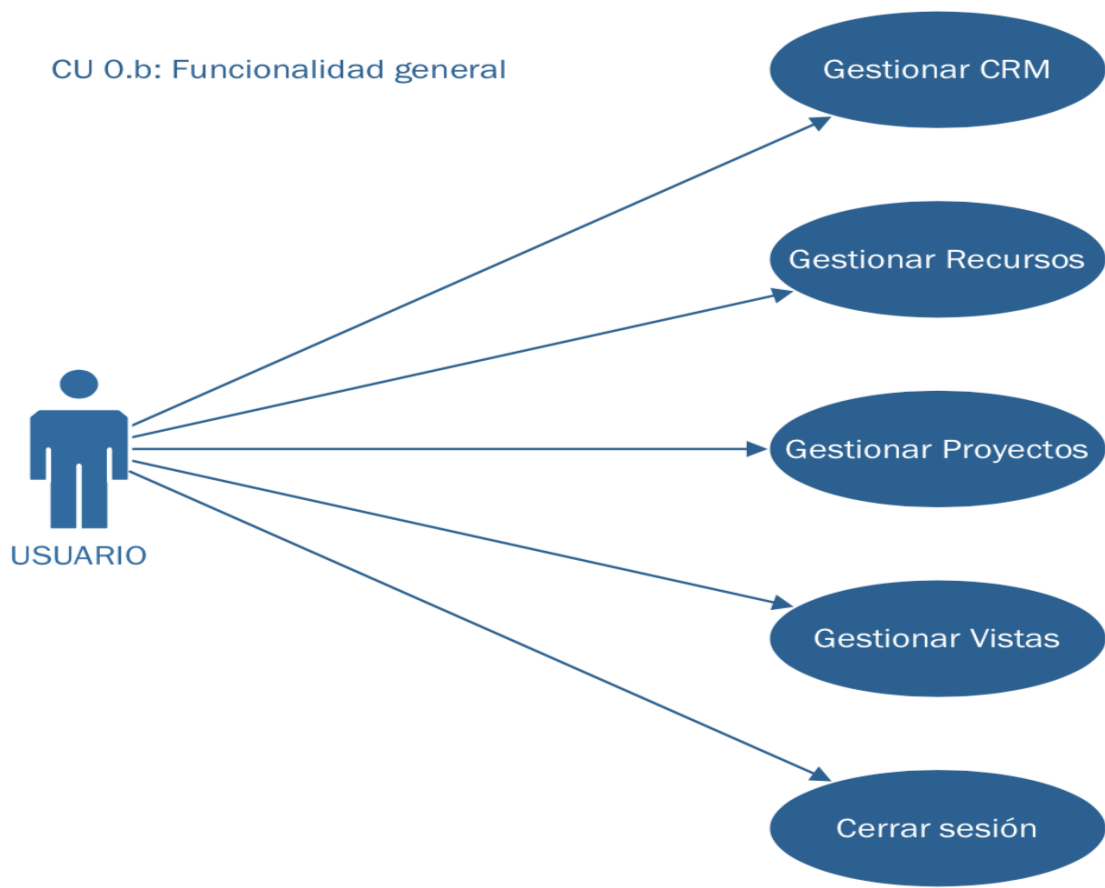 CU 0.b: Funcionalidad general
Gestionar CRM
Gestionar Recursos
Gestionar Proyectos
USUARIO
Gestionar Vistas
Cerrar sesión